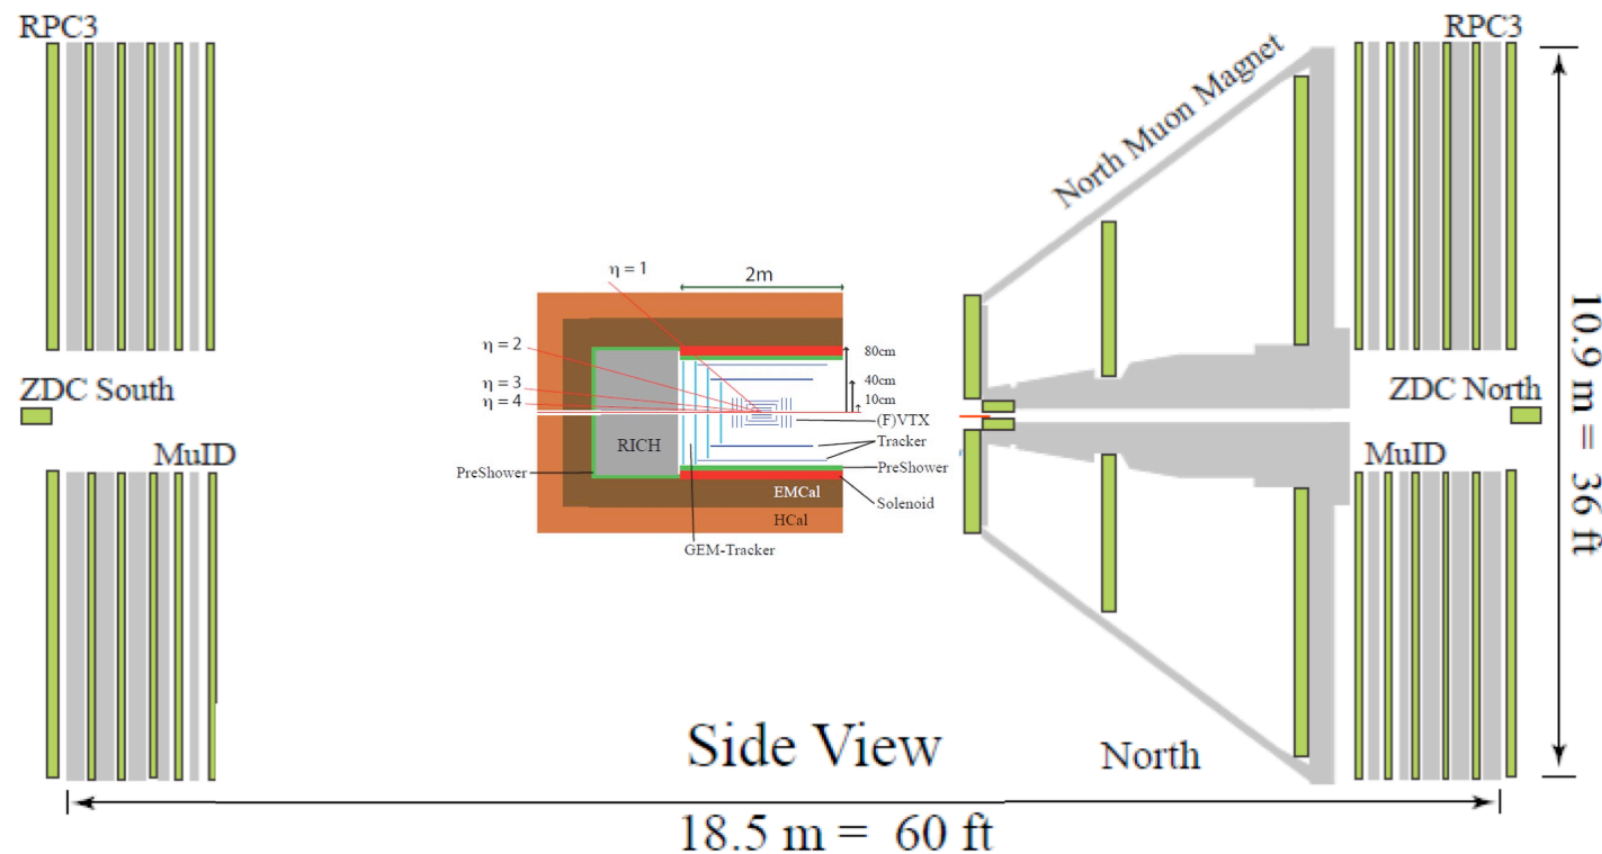 RPC3
RPC3
North Muon Magnet
η = 1
2m
η = 2
80cm
η = 3
40cm
η = 4
10cm
ZDC South
ZDC North
(F)VTX
RICH
Tracker
MuID
MuID
PreShower
PreShower
EMCal
Solenoid
HCal
GEM-Tracker
10.9 m = 36 ft
Side View
North
18.5 m = 60 ft